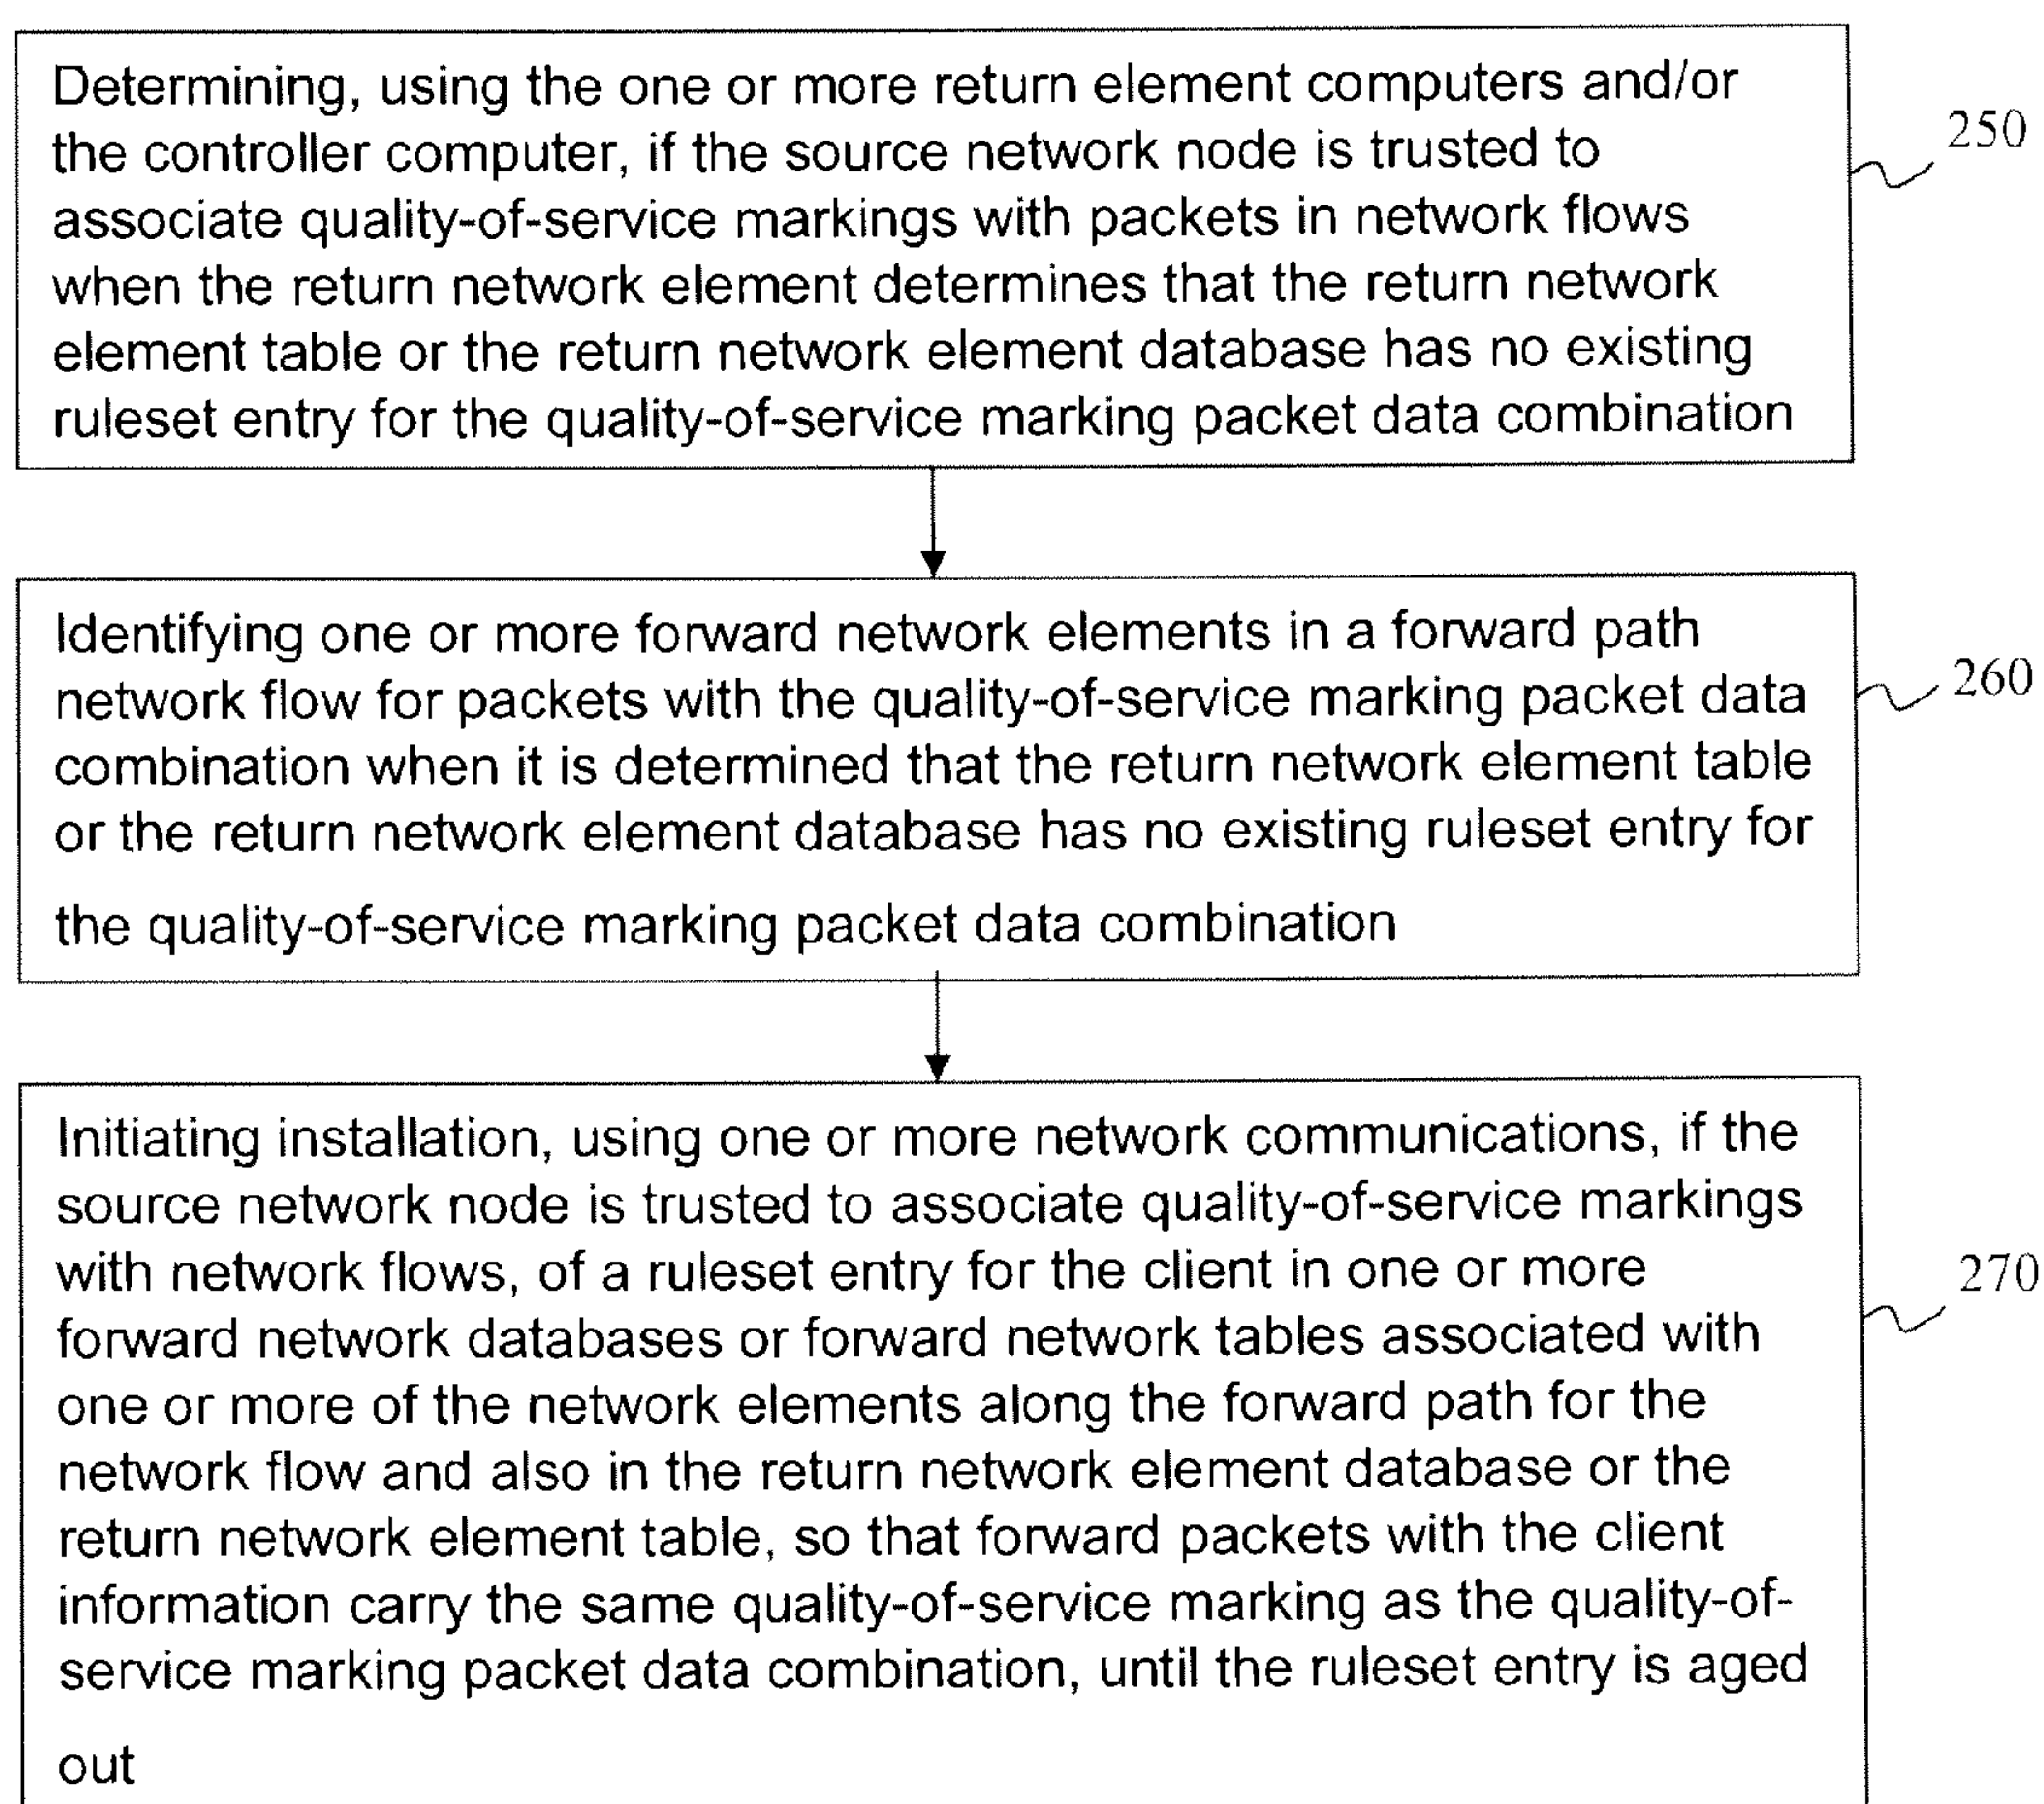 Determining, using the one or more return element computers and/or
the controller computer, if the source network node is trusted to
associate quality-of-service markings with packets in network flows
when the return network element determines that the return network
element table or the return network element database has no existing
ruleset entry for the quality-of-service marking packet data combination
250
Identifying one or more forward network elements in a forward path
network flow for packets with the quality-of-service marking packet data
combination when it is determined that the return network element table
or the return network element database has no existing ruleset entry for
the quality-of-service marking packet data combination
260
Initiating installation, using one or more network communications, if the
source network node is trusted to associate quality-of-service markings
with network flows, of a ruleset entry for the client in one or more
forward network databases or forward network tables associated with
one or more of the network elements along the forward path for the
network flow and also in the return network element database or the
return network element table, so that forward packets with the client
information carry the same quality-of-service marking as the quality-of-
service marking packet data combination, until the ruleset entry is aged
out
270